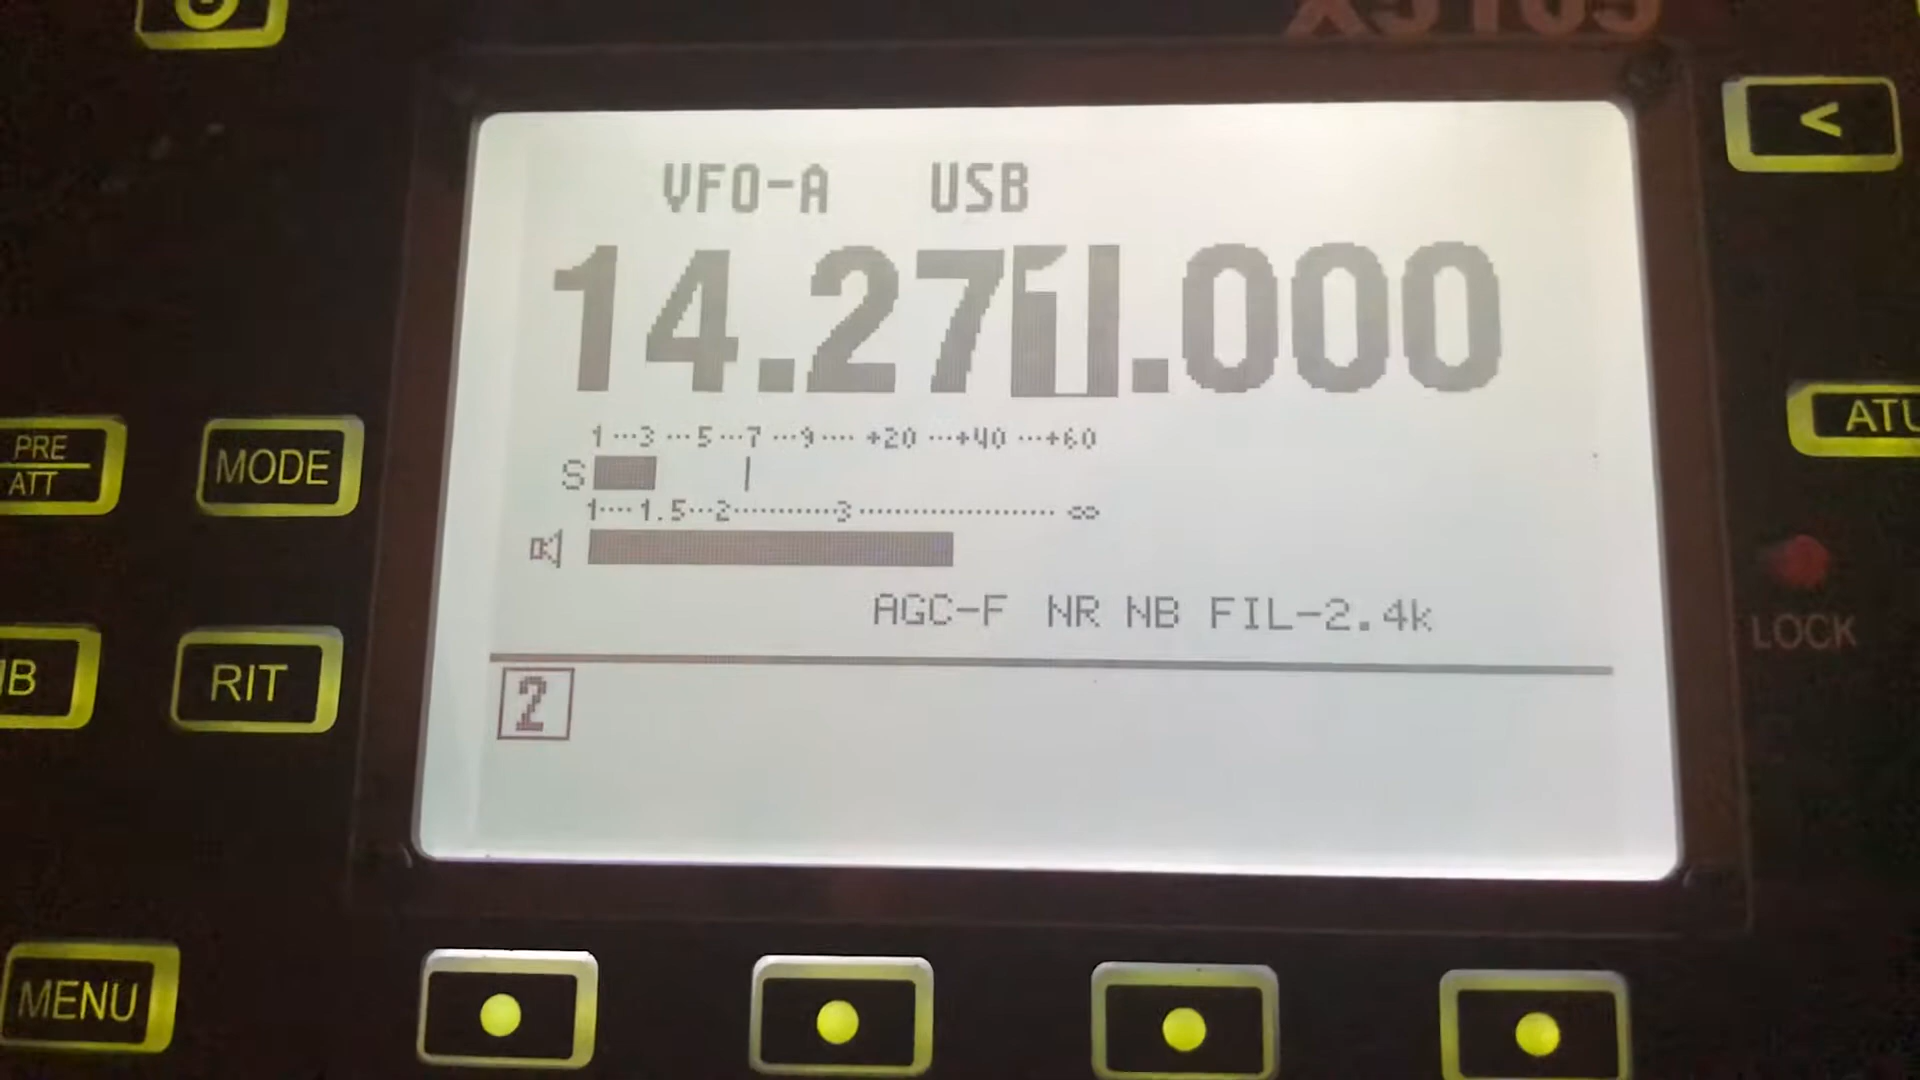 <
VFO-A USB
14.271.000
1···3···5···7···9···· +20 ···+40 ···+60
S
1····1.5···2··········3·················· ∞
AGC-F NR NB FIL-2.4k
2
PRE
ATT
MODE
ATU
LOCK
RIT
MENU